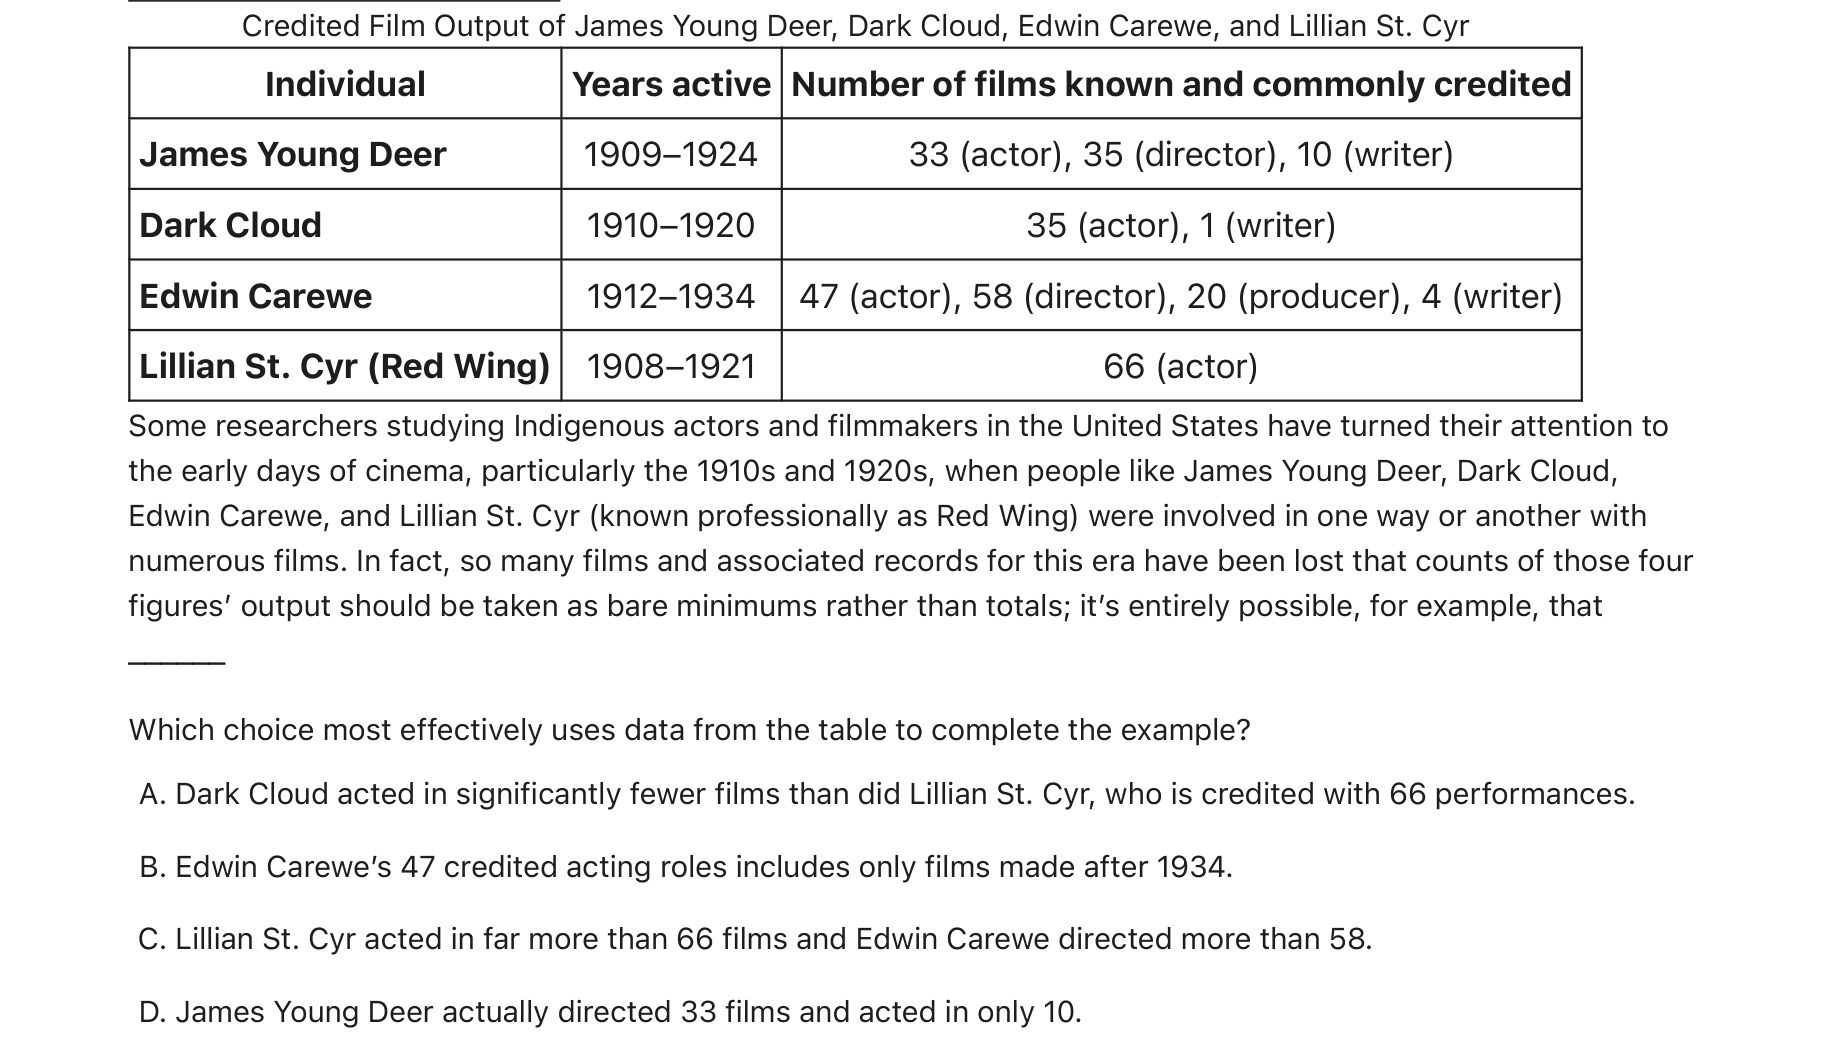 Credited Film Output of James Young Deer, Dark Cloud, Edwin Carewe, and Lillian St. Cyr
Individual Years active Number of films known and commonly credited
James Young Deer 1909–1924 33 (actor), 35 (director), 10 (writer)
Dark Cloud 1910–1920 35 (actor), 1 (writer)
Edwin Carewe 1912–1934 47 (actor), 58 (director), 20 (producer), 4 (writer)
Lillian St. Cyr (Red Wing) 1908–1921 66 (actor)
Some researchers studying Indigenous actors and filmmakers in the United States have turned their attention to
the early days of cinema, particularly the 1910s and 1920s, when people like James Young Deer, Dark Cloud,
Edwin Carewe, and Lillian St. Cyr (known professionally as Red Wing) were involved in one way or another with
numerous films. In fact, so many films and associated records for this era have been lost that counts of those four
figures’ output should be taken as bare minimums rather than totals; it’s entirely possible, for example, that
______
Which choice most effectively uses data from the table to complete the example?
A. Dark Cloud acted in significantly fewer films than did Lillian St. Cyr, who is credited with 66 performances.
B. Edwin Carewe’s 47 credited acting roles includes only films made after 1934.
C. Lillian St. Cyr acted in far more than 66 films and Edwin Carewe directed more than 58.
D. James Young Deer actually directed 33 films and acted in only 10.